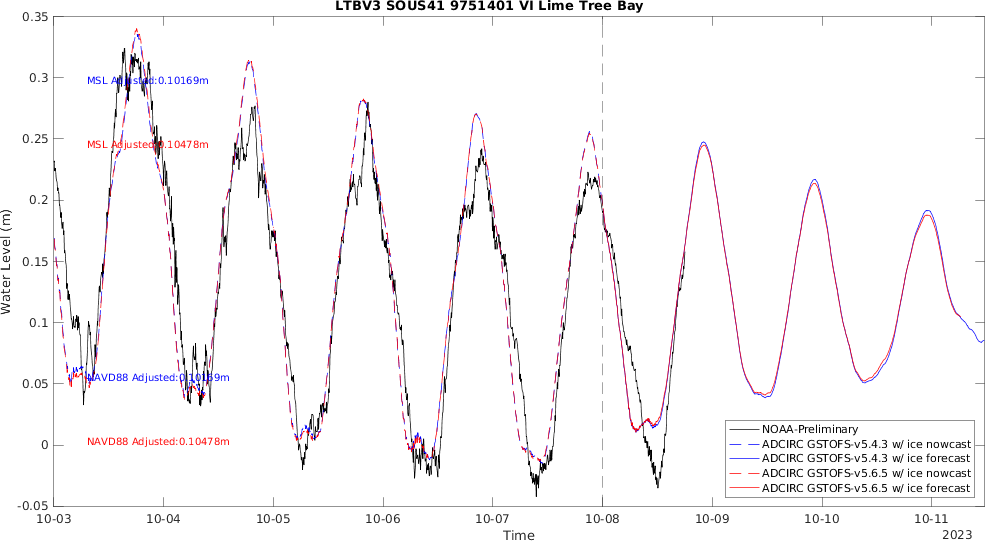 LTBV3 SOUS41 9751401 VI Lime Tree Bay
0.35
0.3
0.25
0.2
0.15
0.1
0.05
0
-0.05
Water Level (m)
MSL Adjusted:0.10169m
MSL Adjusted:0.10478m
NAVD88 Adjusted:0.10169m
NAVD88 Adjusted:0.10478m
NOAA-Preliminary
ADCIRC GSTOFS-v5.4.3 w/ ice nowcast
ADCIRC GSTOFS-v5.4.3 w/ ice forecast
ADCIRC GSTOFS-v5.6.5 w/ ice nowcast
ADCIRC GSTOFS-v5.6.5 w/ ice forecast
10-03 10-04 10-05 10-06 10-07 10-08 10-09 10-10 10-11
Time
2023